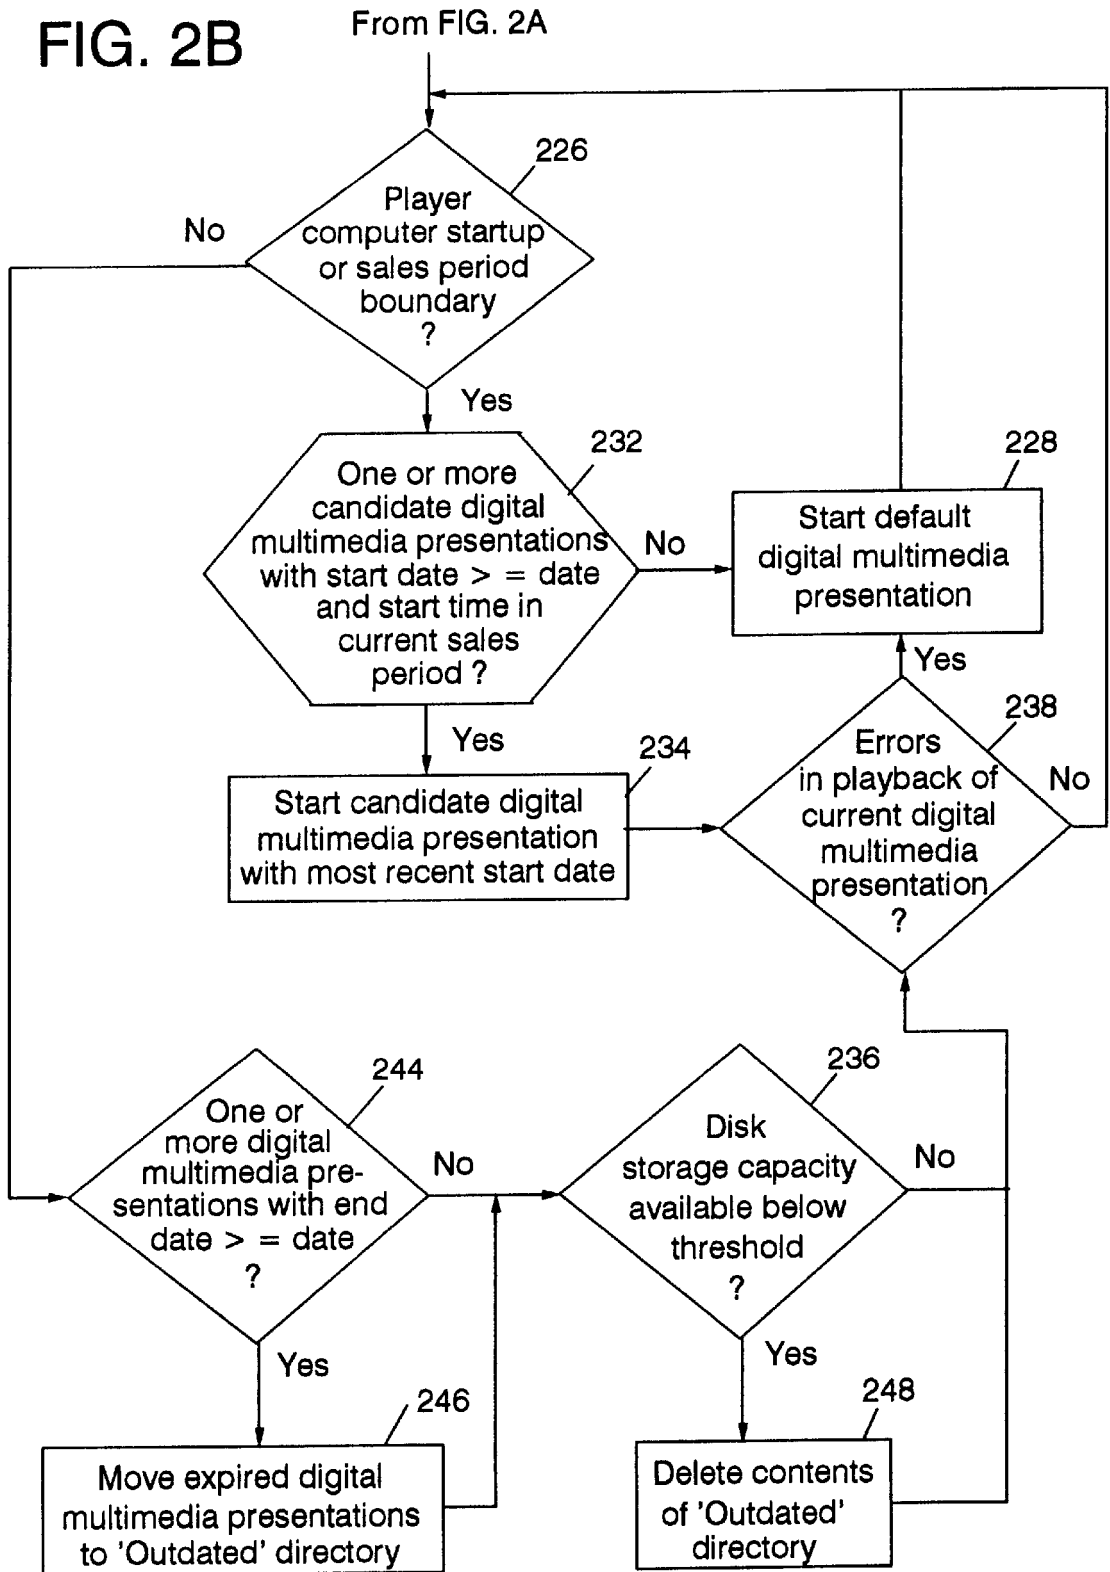 FIG. 2B
From FIG. 2A
226
Player
computer startup
or sales period
boundary
?
No
Yes
232
One or more
candidate digital
multimedia presentations
with start date > = date
and start time in
current sales
period ?
No
228
Start default
digital multimedia
presentation
Yes
Yes
234
Start candidate digital
multimedia presentation
with most recent start date
238
Errors
in playback of
current digital
multimedia
presentation
?
No
244
One or
more digital
multimedia pre-
sentations with end
date > = date
?
No
Yes
236
Disk
storage capacity
available below
threshold
?
No
Yes
246
Move expired digital
multimedia presentations
to 'Outdated' directory
248
Delete contents
of 'Outdated'
directory